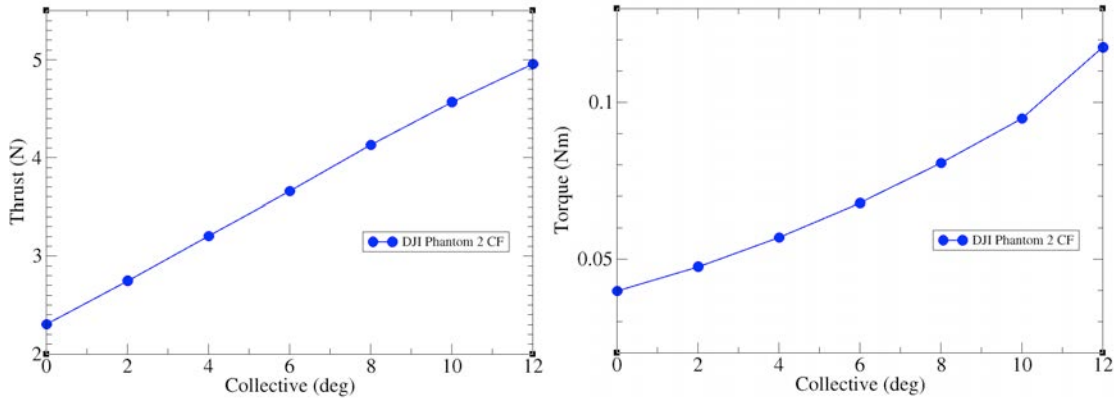 5
4
3
2
Thrust (N)
0 2 4 6 8 10 12
Collective (deg)
DJI Phantom 2 CF
0.1
0.05
Torque (Nm)
0 2 4 6 8 10 12
Collective (deg)
DJI Phantom 2 CF